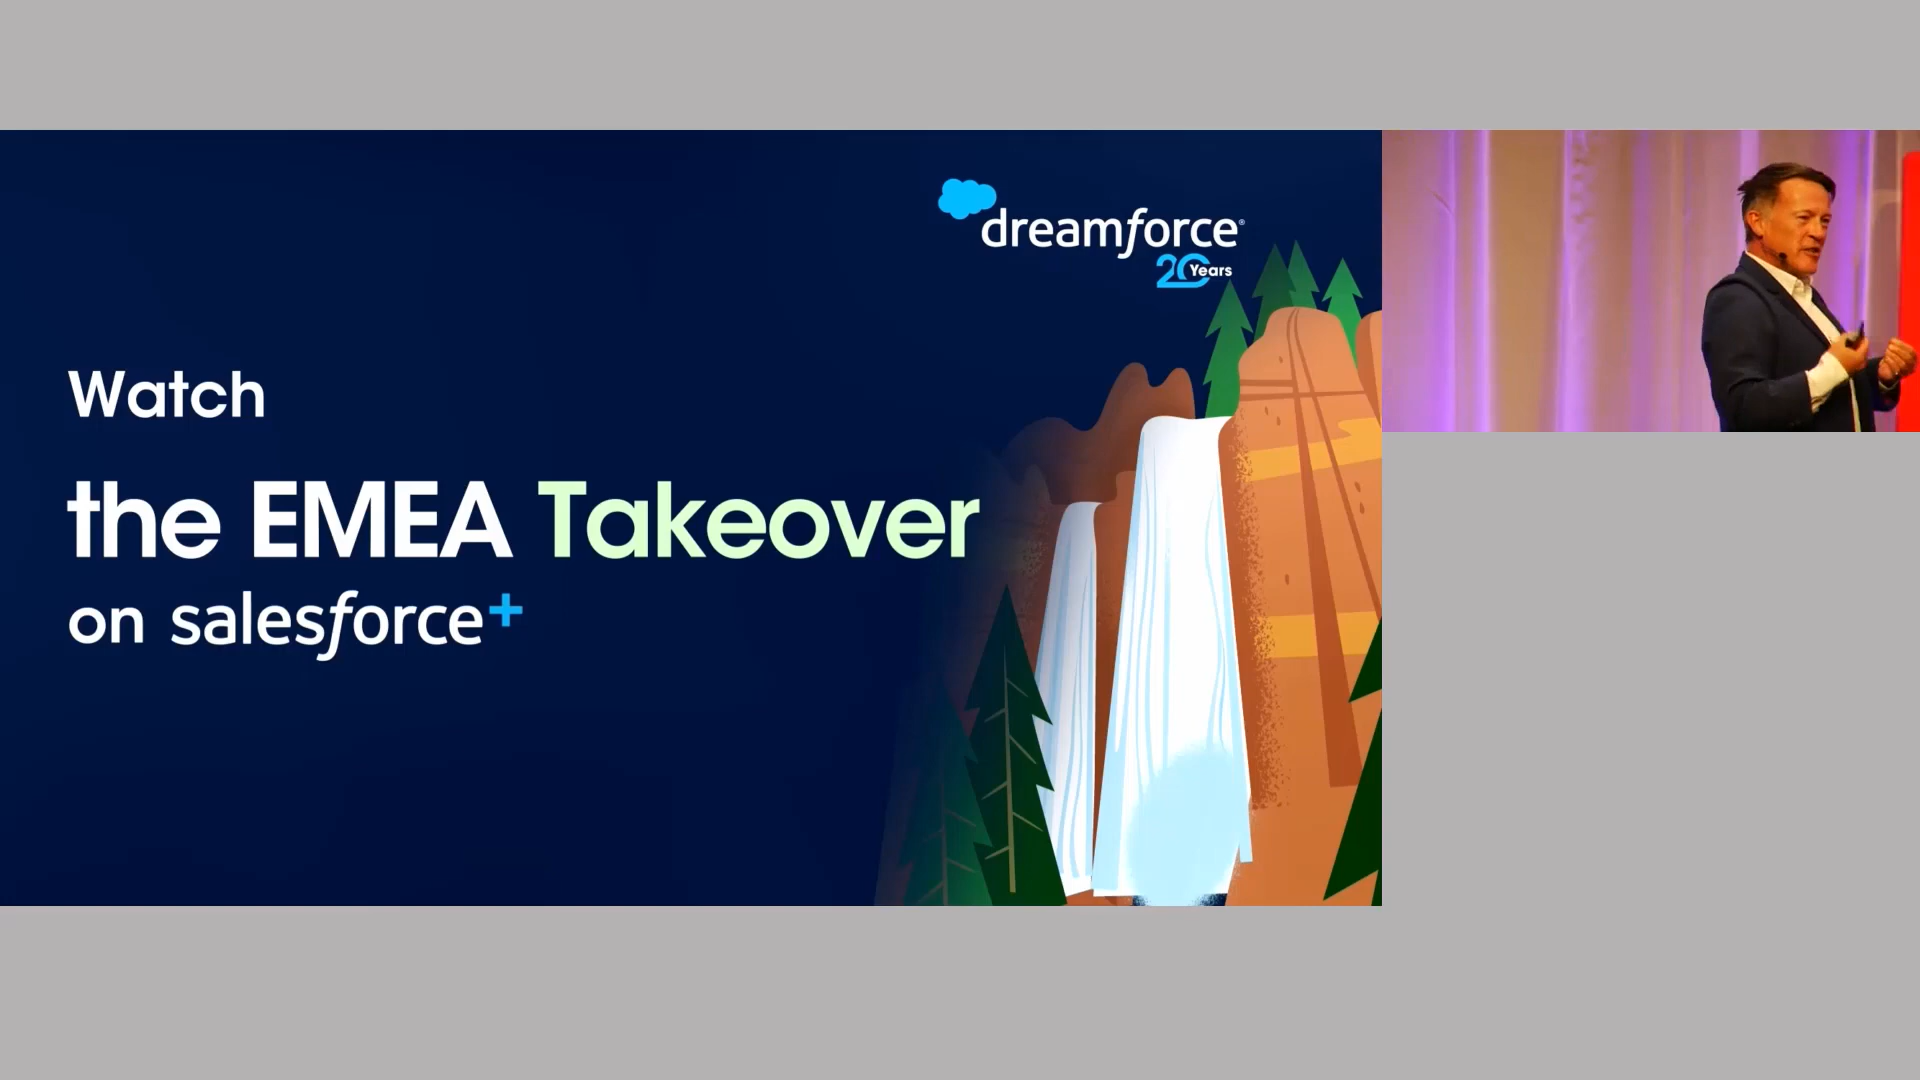 dreamforce®
20 Years
Watch
the EMEA Takeover
on salesforce+